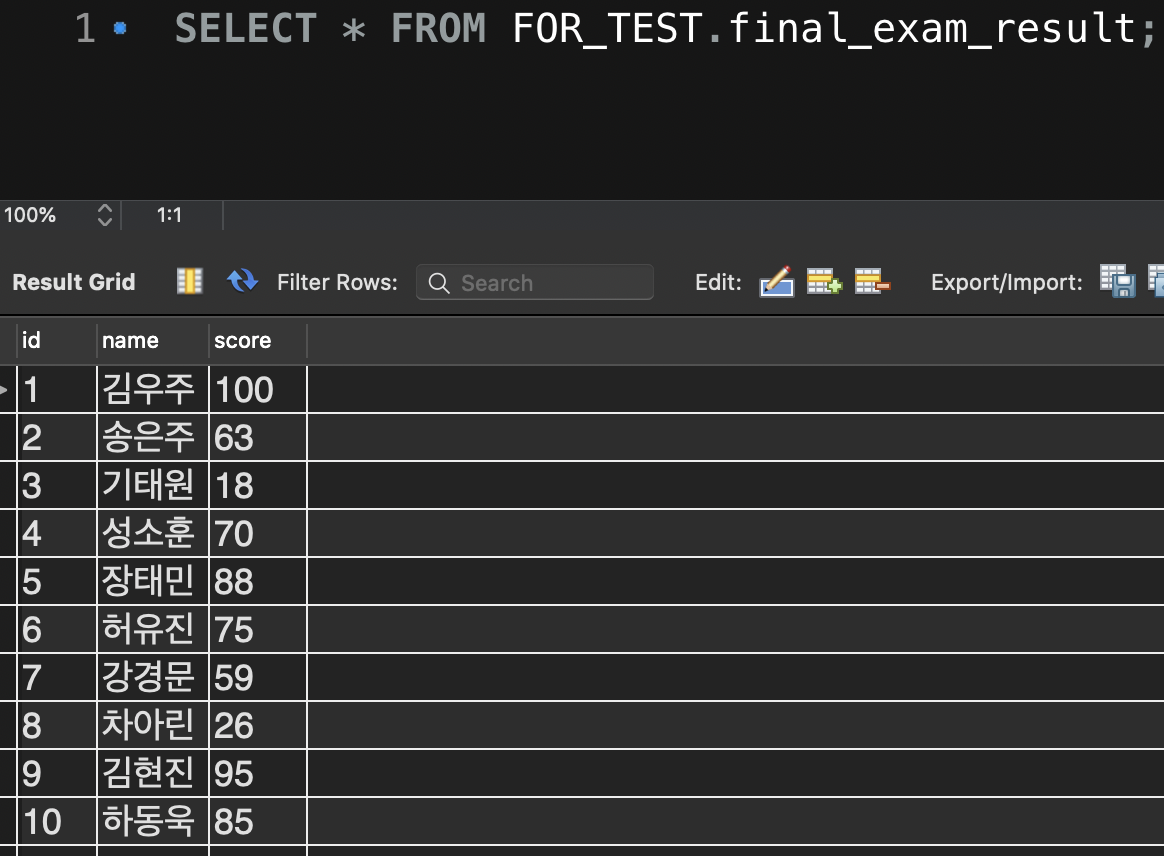 1 SELECT * FROM FOR_TEST.final_exam_result;
100% 1:1
Result Grid Filter Rows: Search Edit: Export/Import:
id name score
1 김우주 100
2 송은주 63
3 기태원 18
4 성소훈 70
5 장태민 88
6 허유진 75
7 강경문 59
8 차아린 26
9 김현진 95
10 하동욱 85